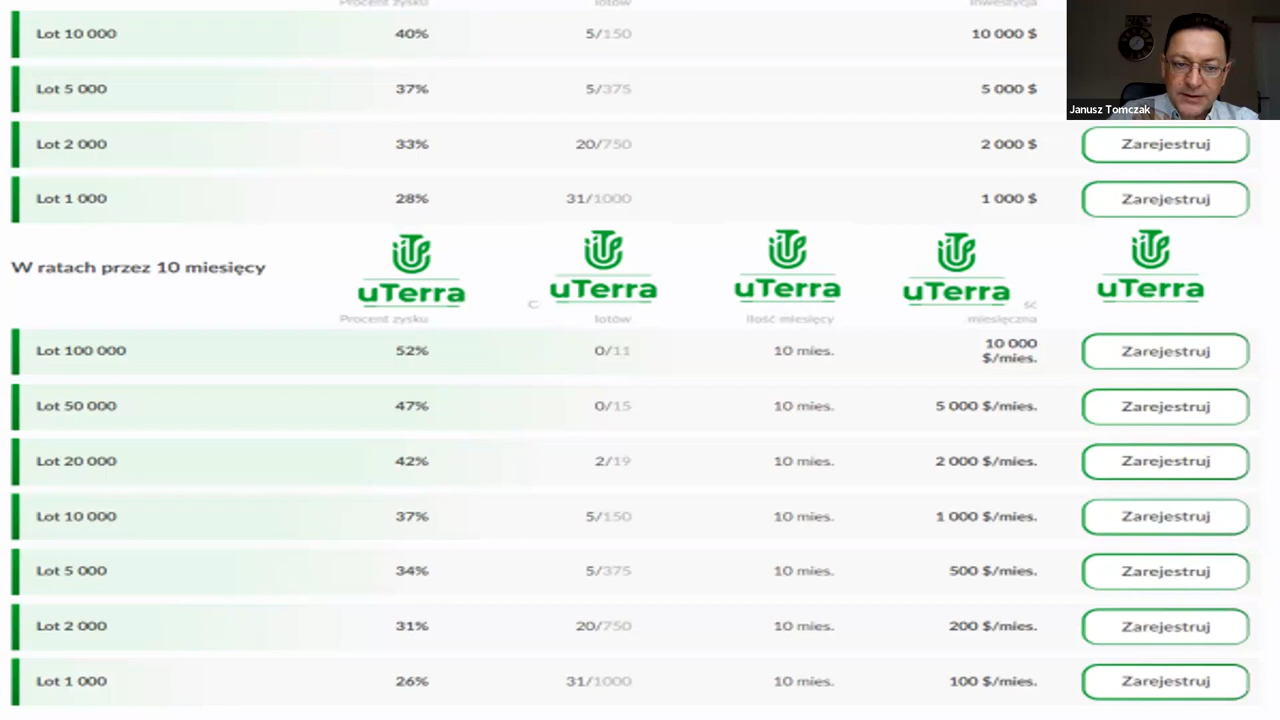 Procent zysku lotów Inwestycja
Lot 10 000 40% 5/150 10 000 $
Janusz Tomczak
Lot 5 000 37% 5/375 5 000 $
Lot 2 000 33% 20/750 2 000 $ Zarejestruj
Lot 1 000 28% 31/1000 1 000 $ Zarejestruj
W ratach przez 10 miesięcy
uTerra uTerra uTerra uTerra uTerra
Procent zysku lotów Ilość miesięcy miesięczna
Lot 100 000 52% 0/11 10 mies. 10 000 $/mies. Zarejestruj
Lot 50 000 47% 0/15 10 mies. 5 000 $/mies. Zarejestruj
Lot 20 000 42% 2/19 10 mies. 2 000 $/mies. Zarejestruj
Lot 10 000 37% 5/150 10 mies. 1 000 $/mies. Zarejestruj
Lot 5 000 34% 5/375 10 mies. 500 $/mies. Zarejestruj
Lot 2 000 31% 20/750 10 mies. 200 $/mies. Zarejestruj
Lot 1 000 26% 31/1000 10 mies. 100 $/mies. Zarejestruj